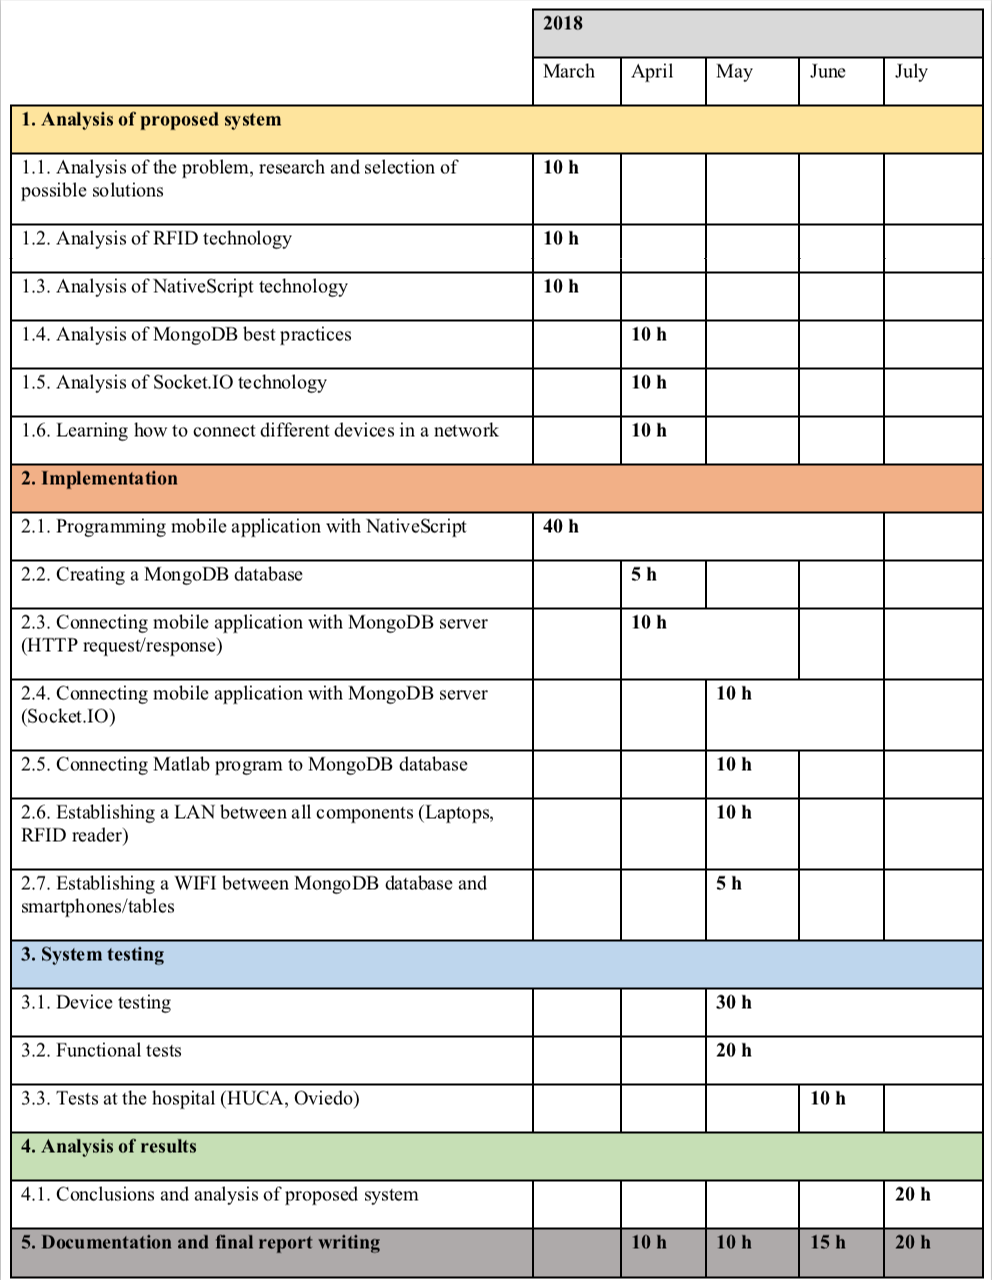 2018
March April May June July
1. Analysis of proposed system
1.1. Analysis of the problem, research and selection of 10 h
possible solutions
1.2. Analysis of RFID technology 10 h
1.3. Analysis of NativeScript technology 10 h
1.4. Analysis of MongoDB best practices 10 h
1.5. Analysis of Socket.IO technology 10 h
1.6. Learning how to connect different devices in a network 10 h
2. Implementation
2.1. Programming mobile application with NativeScript 40 h
2.2. Creating a MongoDB database 5 h
2.3. Connecting mobile application with MongoDB server 10 h
(HTTP request/response)
2.4. Connecting mobile application with MongoDB server 10 h
(Socket.IO)
2.5. Connecting Matlab program to MongoDB database 10 h
2.6. Establishing a LAN between all components (Laptops, 10 h
RFID reader)
2.7. Establishing a WIFI between MongoDB database and 5 h
smartphones/tables
3. System testing
3.1. Device testing 30 h
3.2. Functional tests 20 h
3.3. Tests at the hospital (HUCA, Oviedo) 10 h
4. Analysis of results
4.1. Conclusions and analysis of proposed system 20 h
5. Documentation and final report writing 10 h 10 h 15 h 20 h